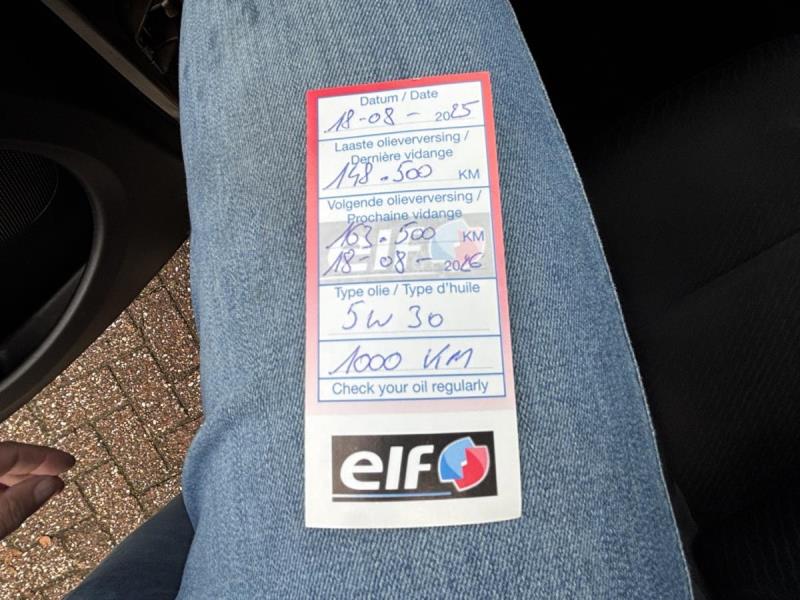 Datum / Date
18-08- 2025
Laaste olieverversing /
Dernière vidange
148.500 KM
Volgende olieverversing /
Prochaine vidange
163.500 KM
18-08- 2026
Type olie / Type d'huile
5W30
1000 KM
Check your oil regularly
elf